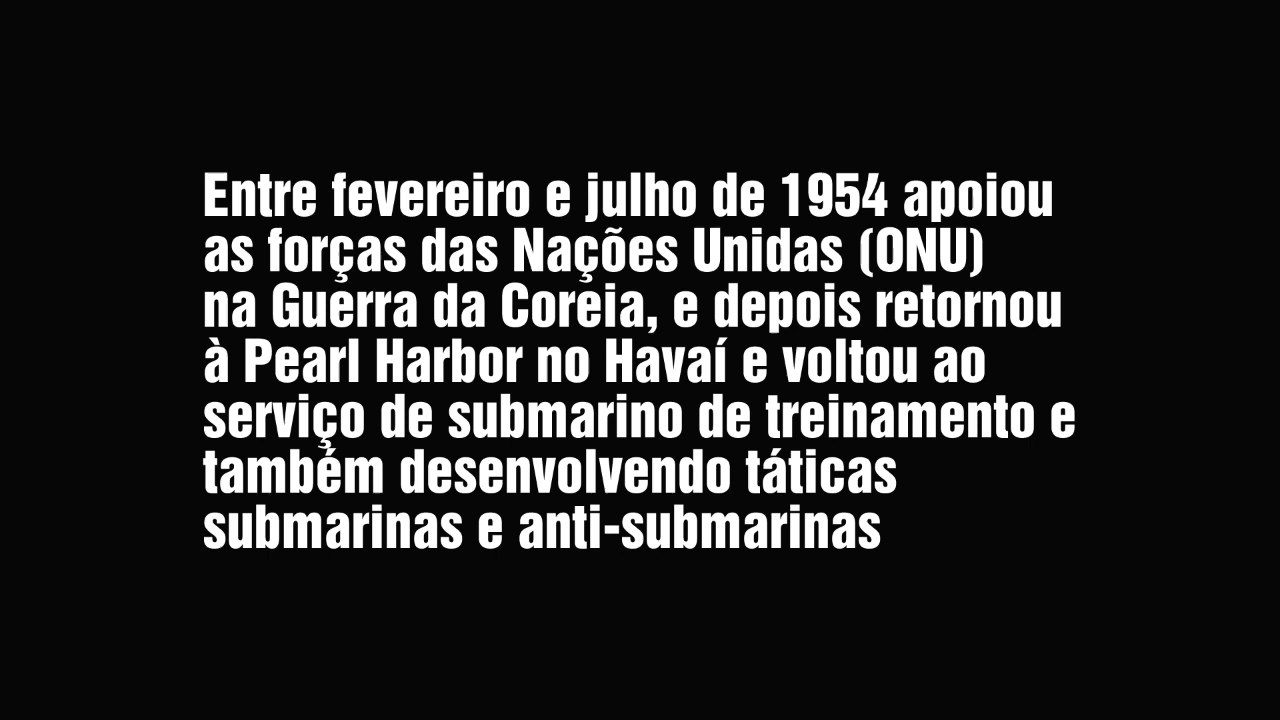 Entre fevereiro e julho de 1954 apoiou
as forças das Nações Unidas (ONU)
na Guerra da Coreia, e depois retornou
à Pearl Harbor no Havaí e voltou ao
serviço de submarino de treinamento e
também desenvolvendo táticas
submarinas e anti-submarinas